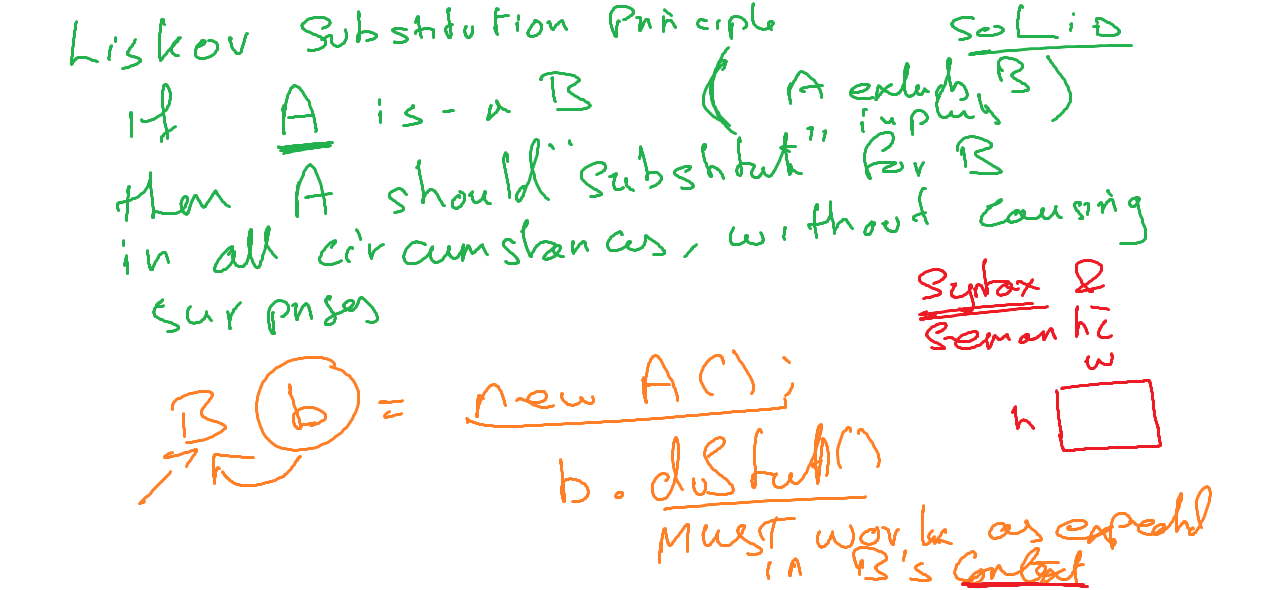 Liskov Substitution Principle SOLID
If A is-a B (A extends B)
implements
then A should "substitute" for B
in all circumstances, without causing
surprises
Syntax &
Semantic
w
h
B b = new A();
b.doStuff()
MUST work as expected
in B's Context